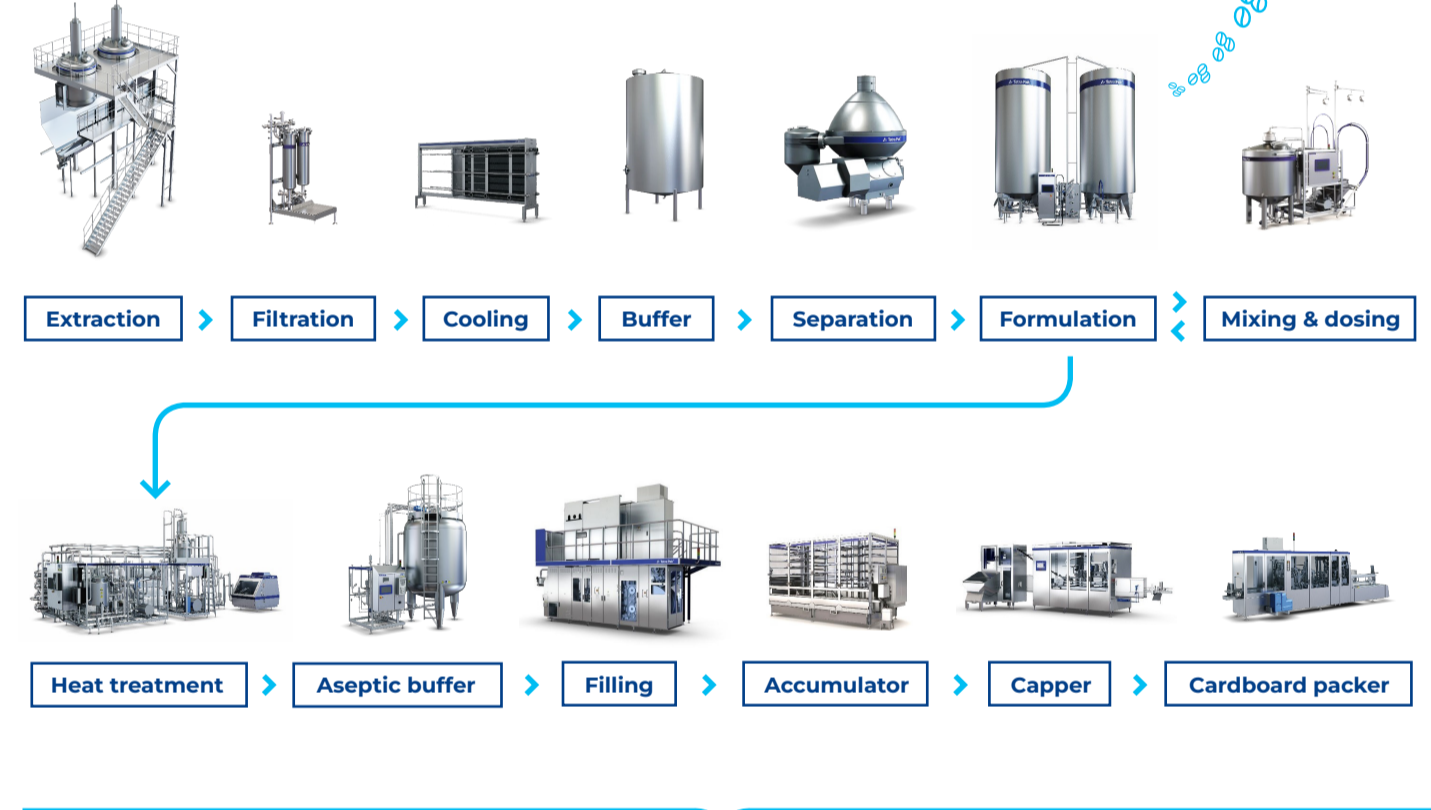 Extraction
Filtration
Cooling
Buffer
Separation
Formulation
Mixing & dosing
Heat treatment
Aseptic buffer
Filling
Accumulator
Capper
Cardboard packer